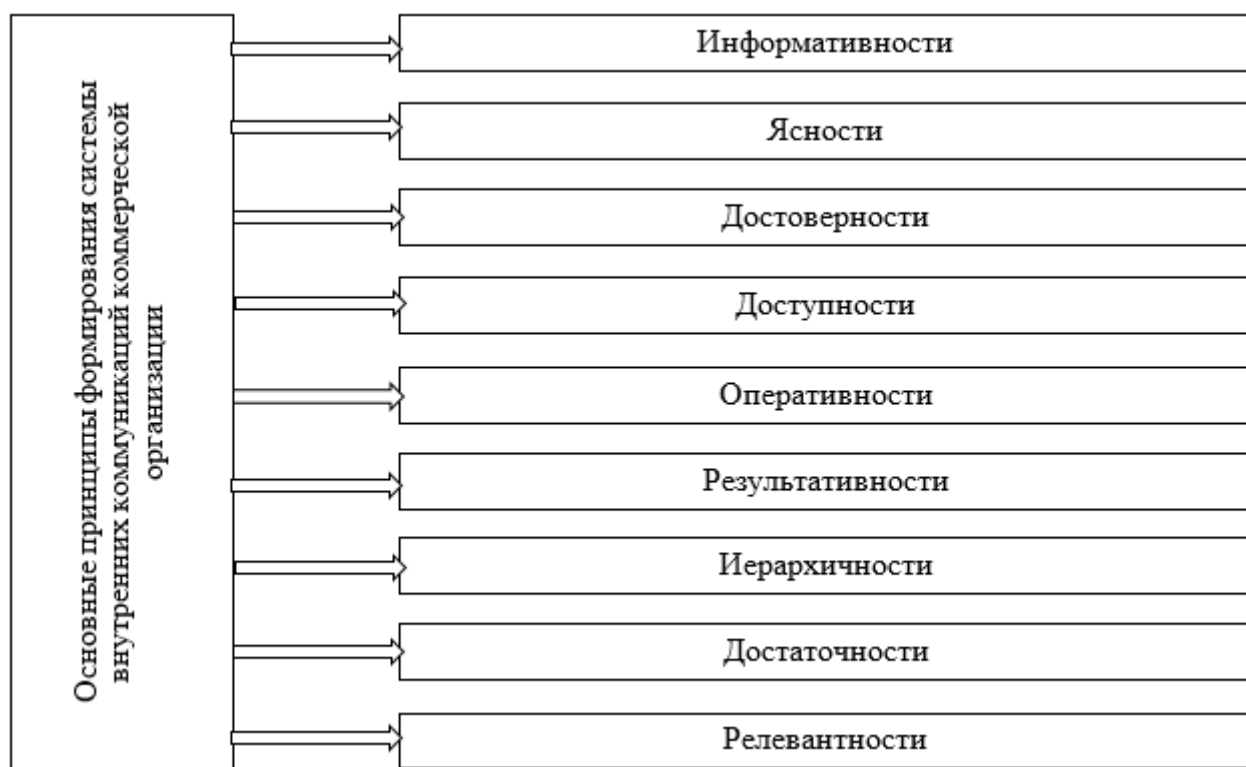 Основные принципы формирования системы
внутренних коммуникаций коммерческой
организации
Информативности
Ясности
Достоверности
Доступности
Оперативности
Результативности
Иерархичности
Достаточности
Релевантности